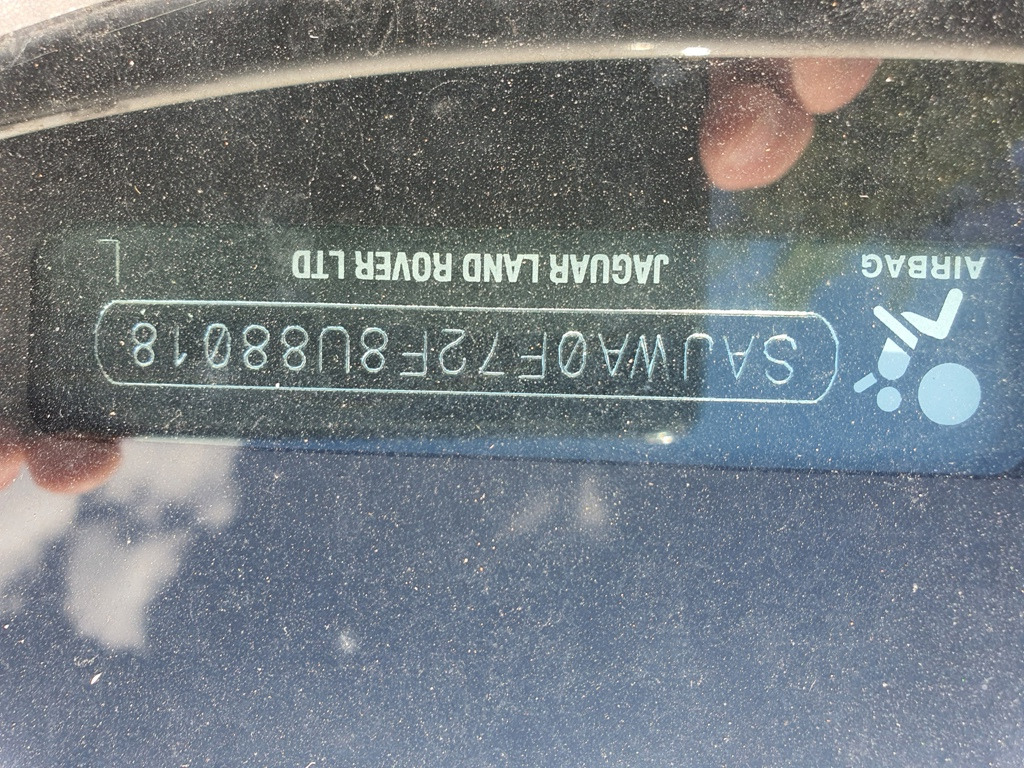 SAJWA0F72F8U88018
AIRBAG JAGUAR LAND ROVER LTD L